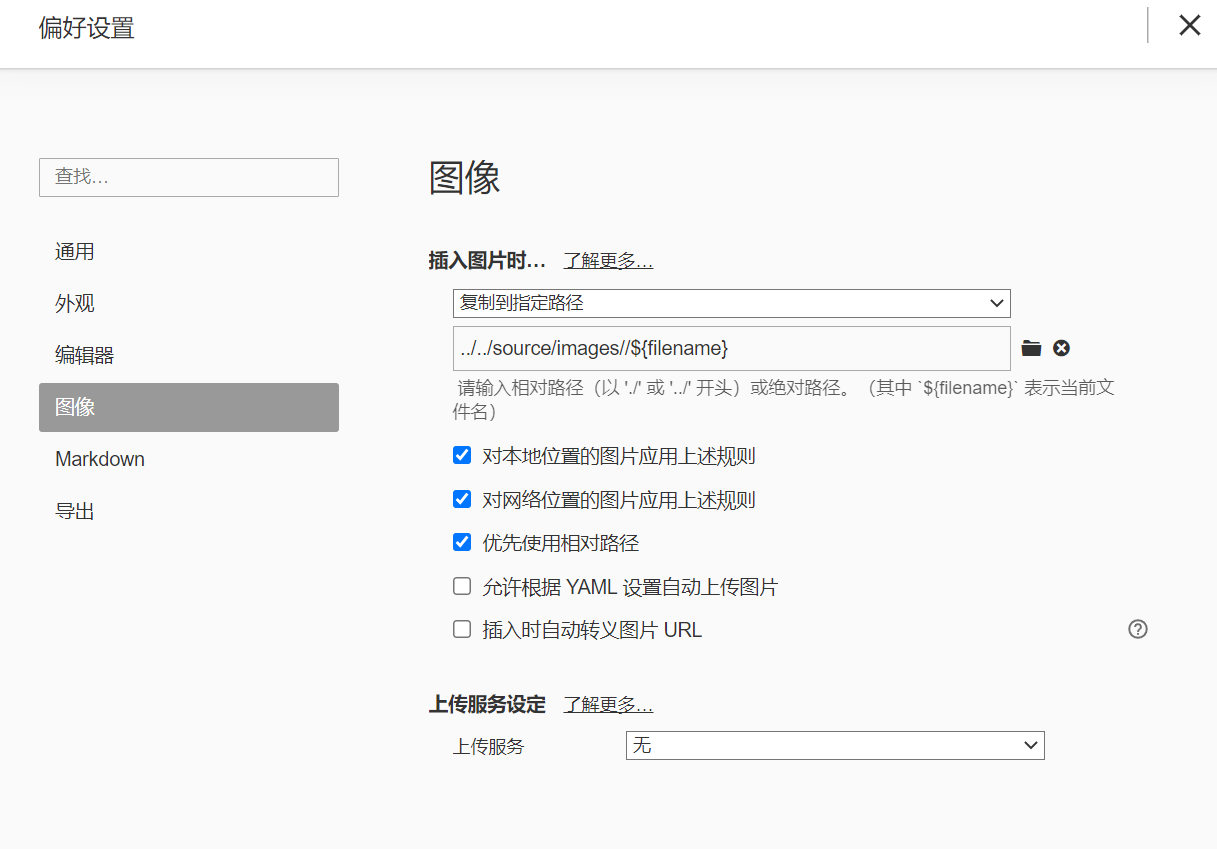 偏好设置
查找…
通用
外观
编辑器
图像
Markdown
导出
图像
插入图片时… 了解更多…
复制到指定路径
../../source/images//${filename}
请输入相对路径（以 './' 或 '../' 开头）或绝对路径。（其中 `${filename}` 表示当前文
件名）
对本地位置的图片应用上述规则
对网络位置的图片应用上述规则
优先使用相对路径
允许根据 YAML 设置自动上传图片
插入时自动转义图片 URL
上传服务设定 了解更多…
上传服务 无